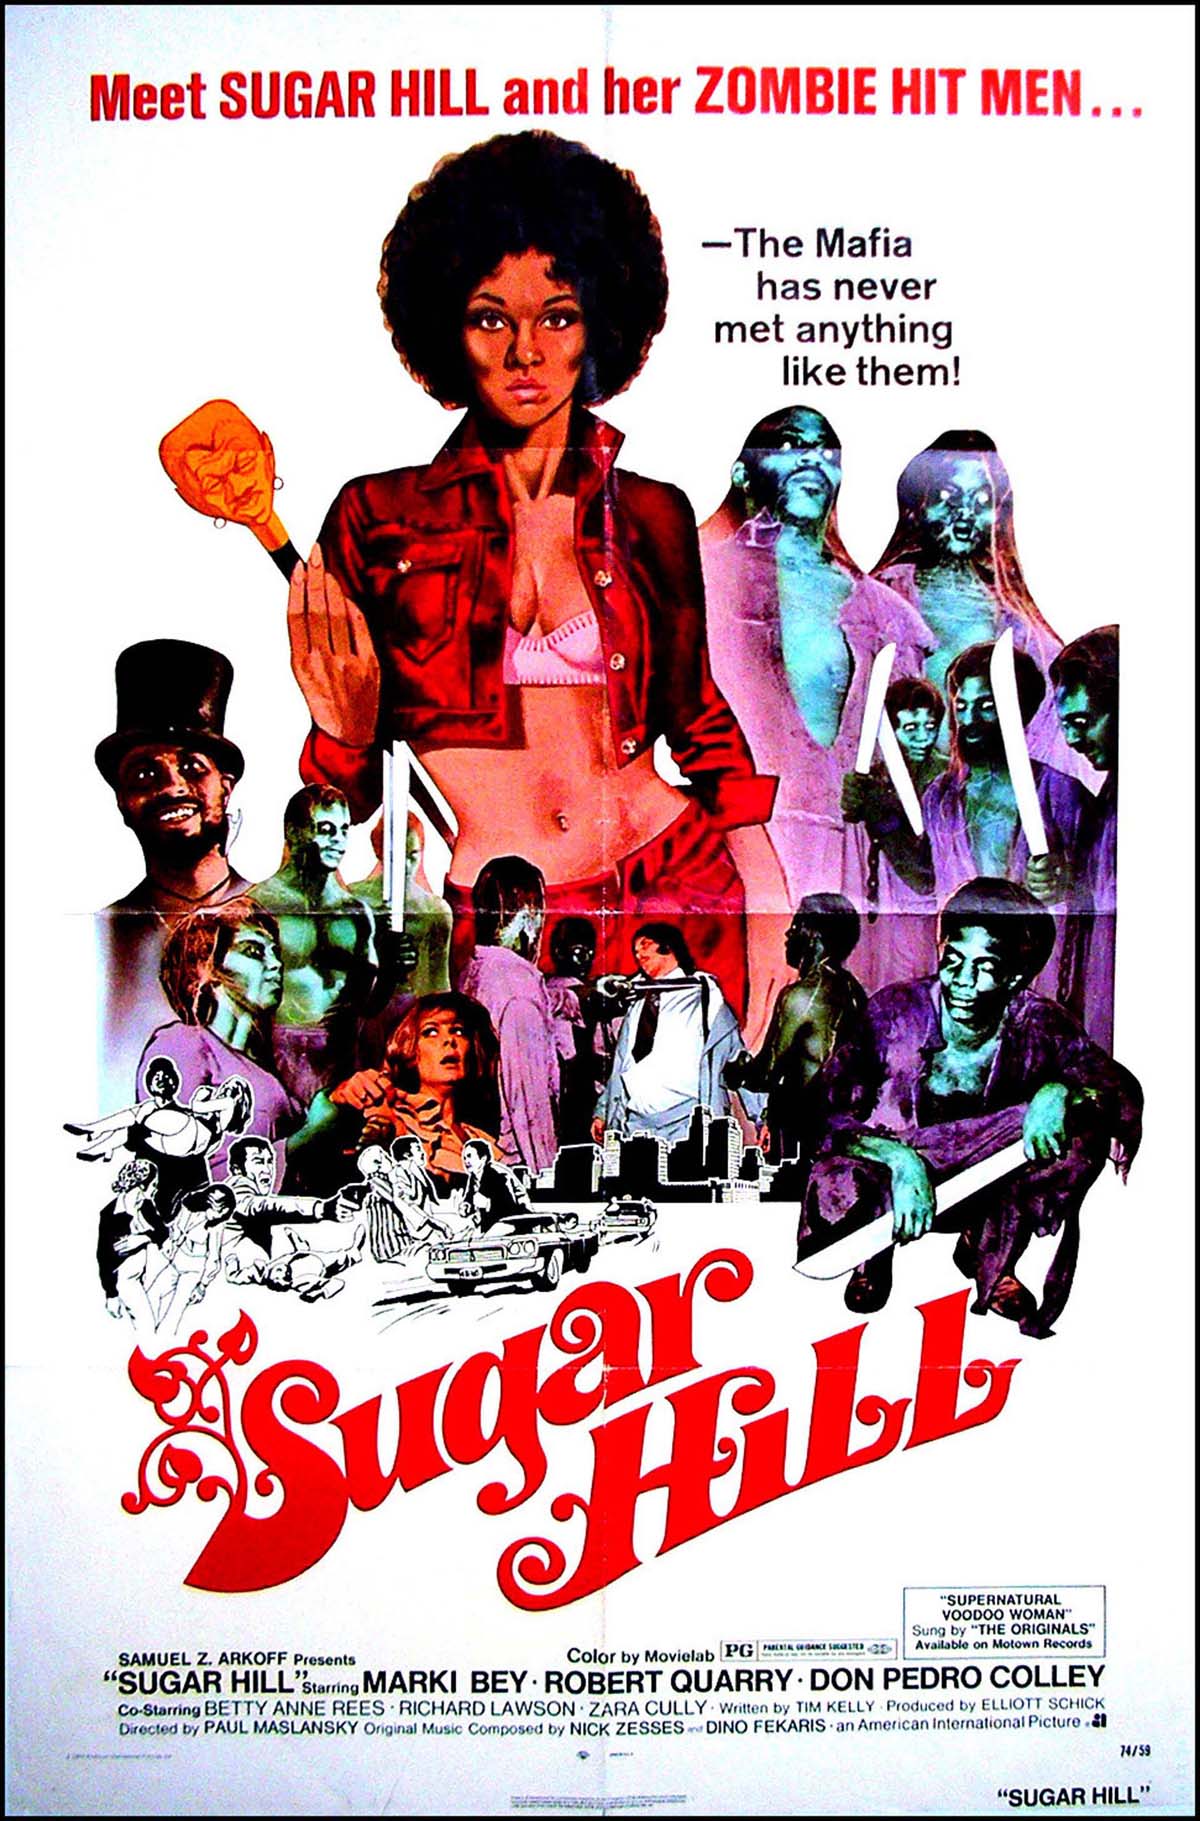 Meet SUGAR HILL and her ZOMBIE HIT MEN...
—The Mafia
has never
met anything
like them!
Sugar
Hill
"SUPERNATURAL
VOODOO WOMAN"
Sung by "THE ORIGINALS"
Available on Motown Records
SAMUEL Z. ARKOFF Presents
Color by Movielab PG PARENTAL GUIDANCE SUGGESTED
"SUGAR HILL" Starring MARKI BEY · ROBERT QUARRY · DON PEDRO COLLEY
Co-Starring BETTY ANNE REES · RICHARD LAWSON · ZARA CULLY · Written by TIM KELLY · Produced by ELLIOTT SCHICK
Directed by PAUL MASLANSKY Original Music Composed by NICK ZESSES and DINO FEKARIS · an American International Picture
74/59
"SUGAR HILL"